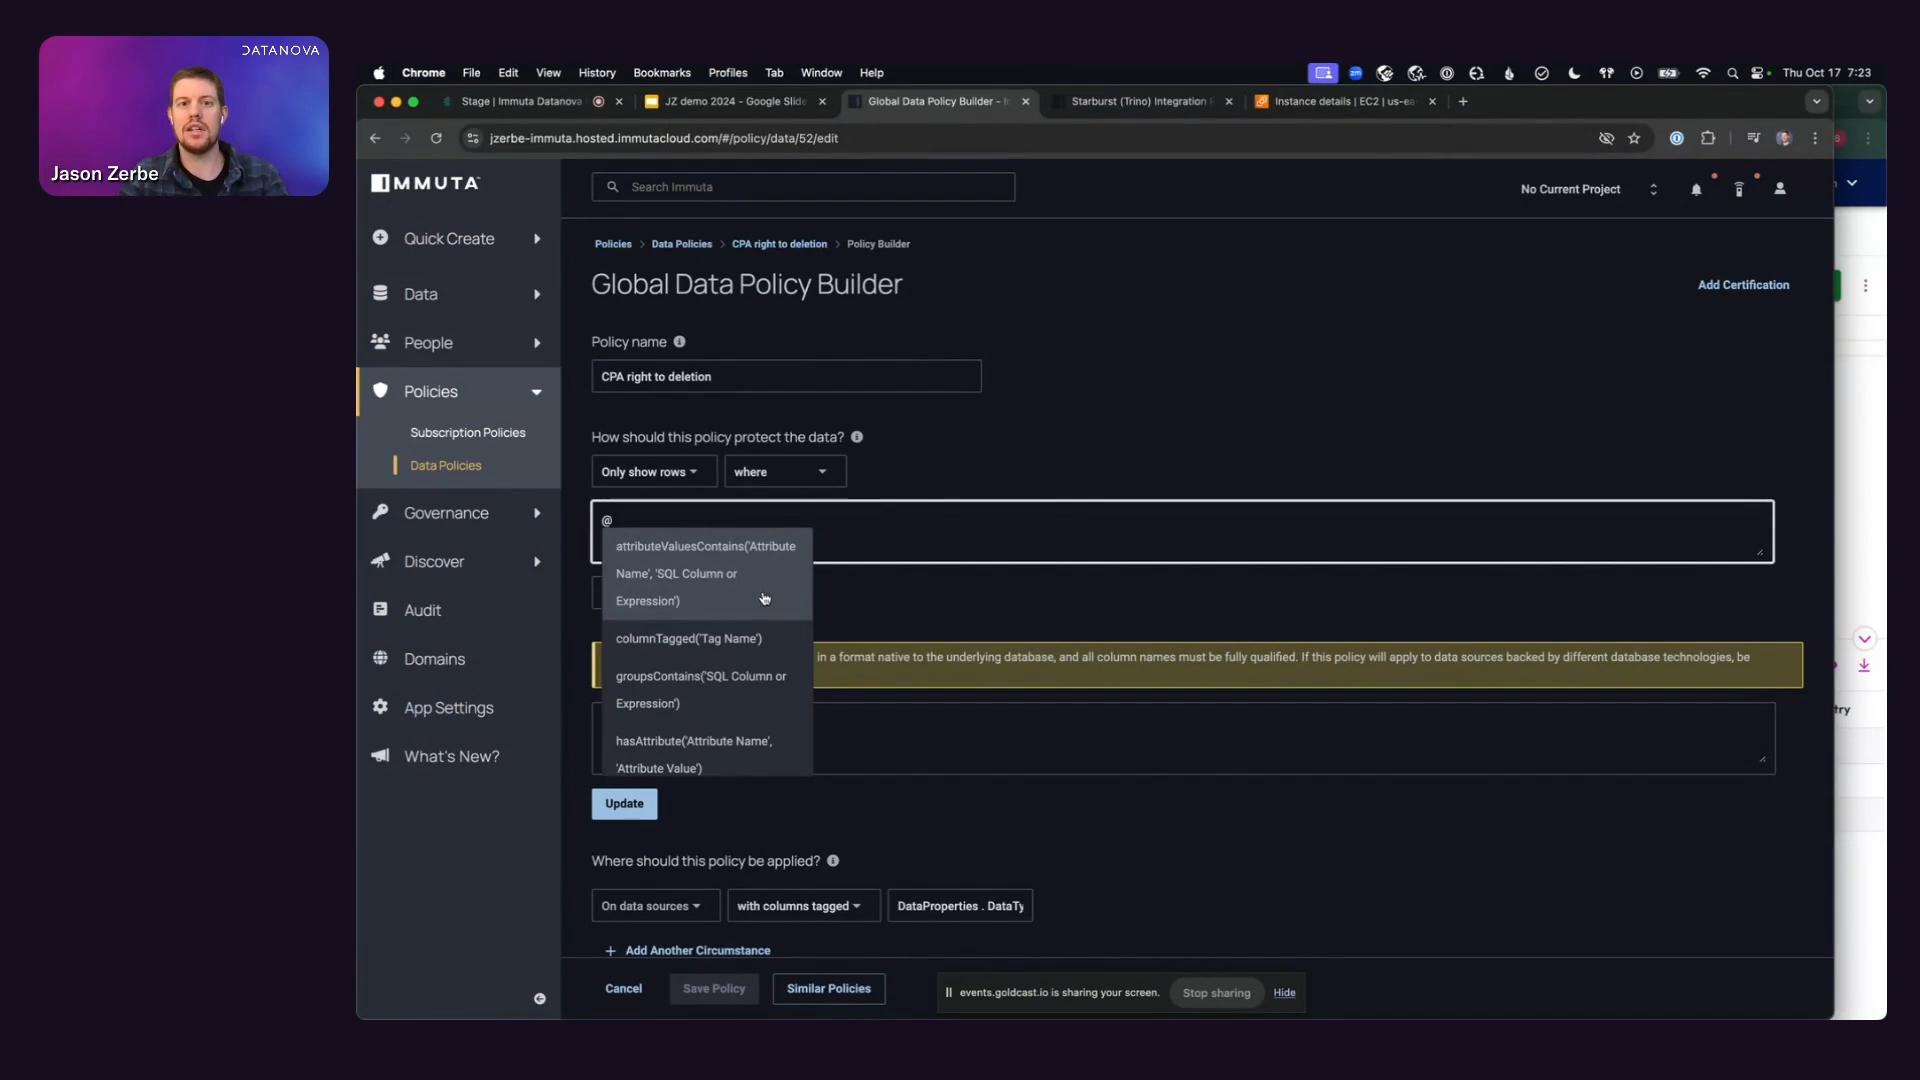 DATANOVA
Jason Zerbe
Chrome File Edit View History Bookmarks Profiles Tab Window Help
Thu Oct 17 7:23
Stage | Immuta Datanova
JZ demo 2024 - Google Slide
Global Data Policy Builder - I
Starburst (Trino) Integration
Instance details | EC2 | us-ea
jzerbe-immuta.hosted.immutacloud.com/#/policy/data/52/edit
IMMUTA
Search Immuta
No Current Project
Quick Create
Data
People
Policies
Subscription Policies
Data Policies
Governance
Discover
Audit
Domains
App Settings
What's New?
Policies > Data Policies > CPA right to deletion > Policy Builder
Global Data Policy Builder
Add Certification
Policy name
CPA right to deletion
How should this policy protect the data?
Only show rows
where
@
attributeValuesContains('Attribute
Name', 'SQL Column or
Expression')
columnTagged('Tag Name')
groupsContains('SQL Column or
Expression')
hasAttribute('Attribute Name',
'Attribute Value')
in a format native to the underlying database, and all column names must be fully qualified. If this policy will apply to data sources backed by different database technologies, be
Update
Where should this policy be applied?
On data sources
with columns tagged
DataProperties . DataTy
+ Add Another Circumstance
Cancel
Save Policy
Similar Policies
events.goldcast.io is sharing your screen.
Stop sharing
Hide
try